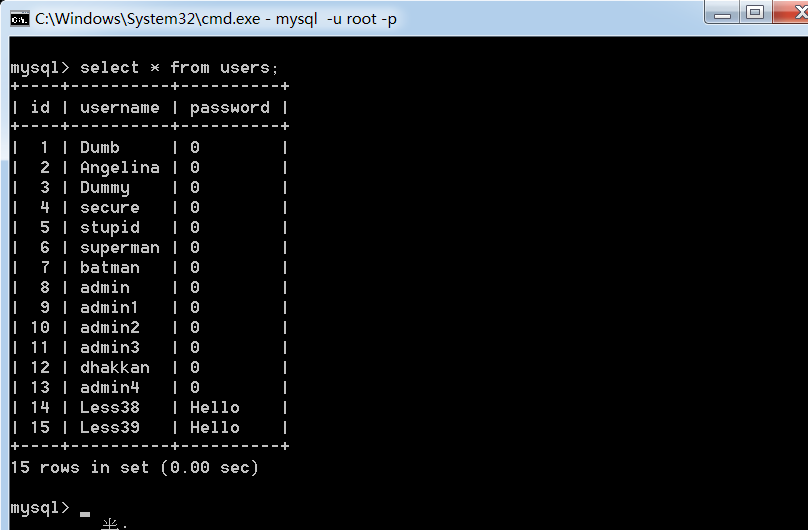 C:\Windows\System32\cmd.exe - mysql  -u root -p
mysql> select * from users;
+----+----------+----------+
| id | username | password |
+----+----------+----------+
|  1 | Dumb     | 0        |
|  2 | Angelina | 0        |
|  3 | Dummy    | 0        |
|  4 | secure   | 0        |
|  5 | stupid   | 0        |
|  6 | superman | 0        |
|  7 | batman   | 0        |
|  8 | admin    | 0        |
|  9 | admin1   | 0        |
| 10 | admin2   | 0        |
| 11 | admin3   | 0        |
| 12 | dhakkan  | 0        |
| 13 | admin4   | 0        |
| 14 | Less38   | Hello    |
| 15 | Less39   | Hello    |
+----+----------+----------+
15 rows in set (0.00 sec)
mysql> _
半.